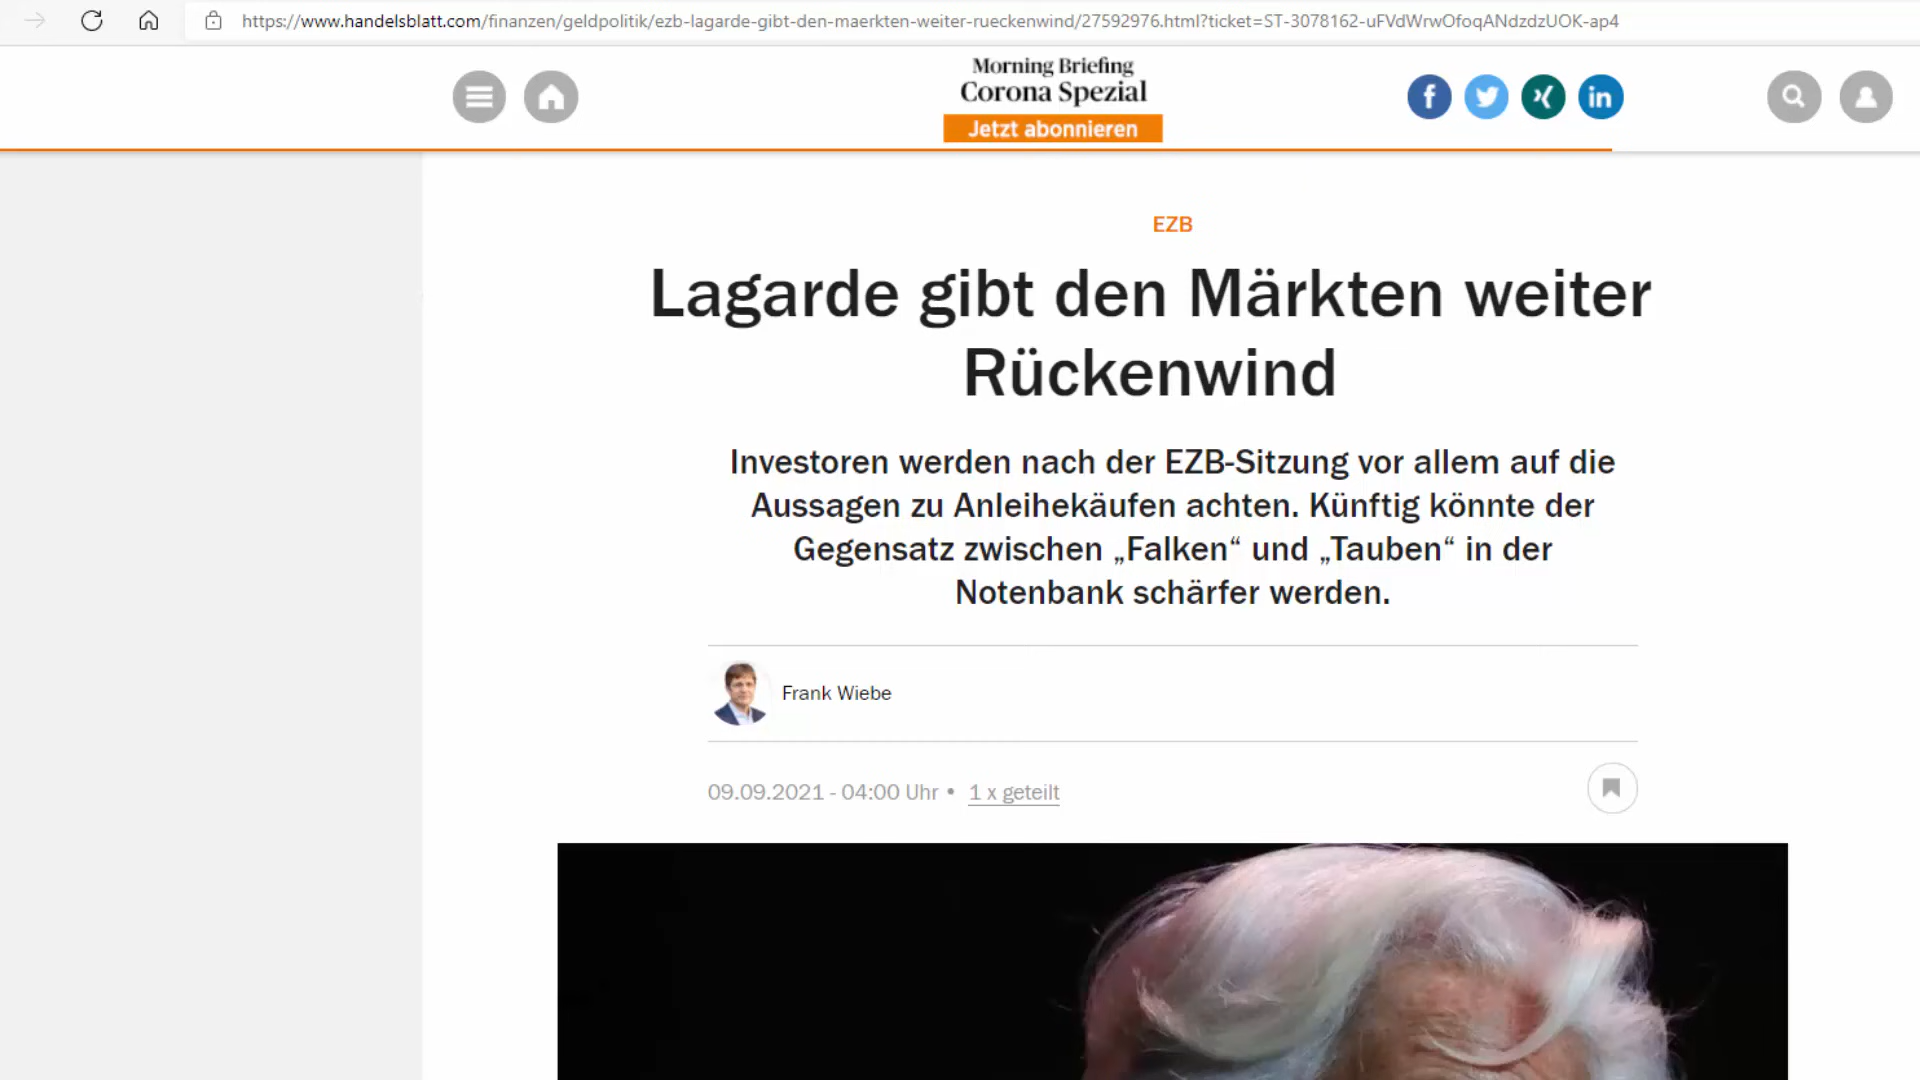 https://www.handelsblatt.com/finanzen/geldpolitik/ezb-lagarde-gibt-den-maerkten-weiter-rueckenwind/27592976.html?ticket=ST-3078162-uFVdWrwOfoqANdzdzUOK-ap4
Morning Briefing
Corona Spezial
Jetzt abonnieren
EZB
Lagarde gibt den Märkten weiter
Rückenwind
Investoren werden nach der EZB-Sitzung vor allem auf die
Aussagen zu Anleihekäufen achten. Künftig könnte der
Gegensatz zwischen „Falken“ und „Tauben“ in der
Notenbank schärfer werden.
Frank Wiebe
09.09.2021 - 04:00 Uhr • 1 x geteilt